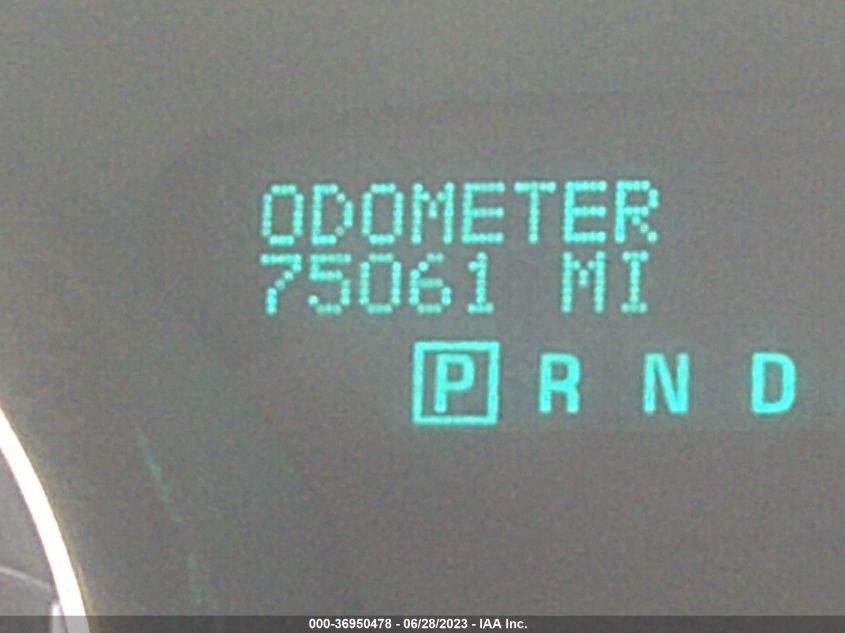 ODOMETER
75061 MI
P R N D
000-36950478 - 06/28/2023 - IAA Inc.